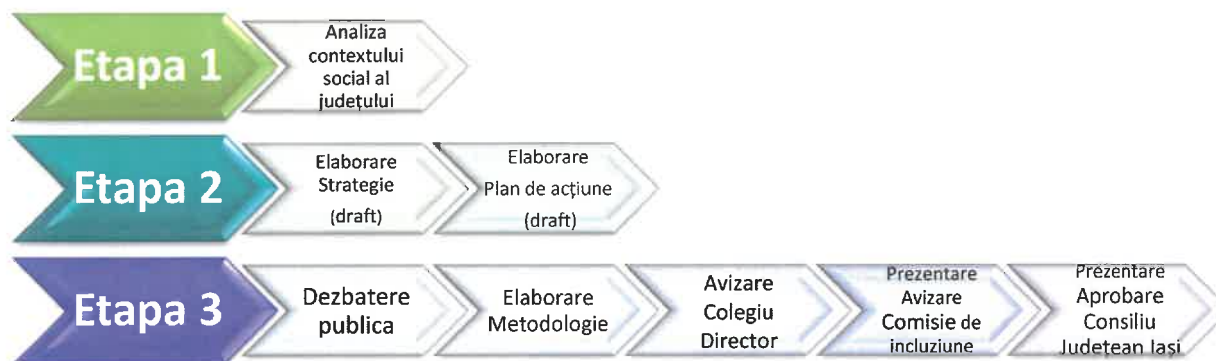 Etapa 1
Analiza
contextului
social al
județului
Etapa 2
Elaborare
Strategie
(draft)
Elaborare
Plan de acțiune
(draft)
Etapa 3
Dezbatere
publica
Elaborare
Metodologie
Avizare
Colegiu
Director
Prezentare
Avizare
Comisie de
incluziune
Prezentare
Aprobare
Consiliu
Județean Iași